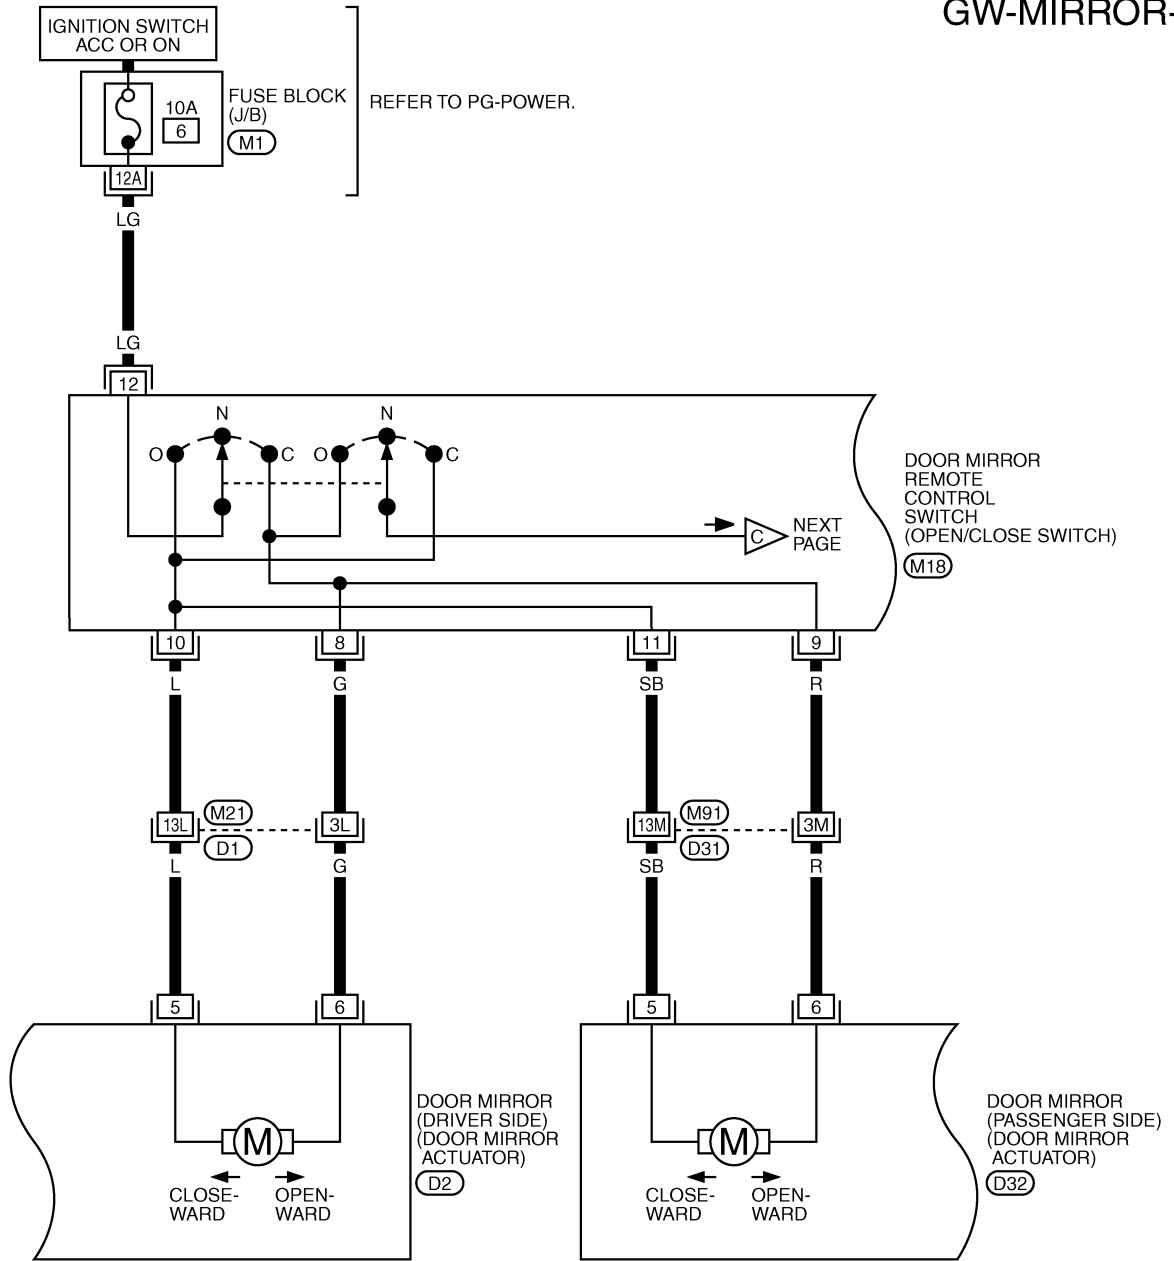 GW-MIRROR-
IGNITION SWITCH
ACC OR ON
10A
6
FUSE BLOCK
(J/B)
M1
REFER TO PG-POWER.
12A
LG
LG
12
N
N
O
C
O
C
C
NEXT
PAGE
DOOR MIRROR
REMOTE
CONTROL
SWITCH
(OPEN/CLOSE SWITCH)
M18
10
8
11
9
L
G
SB
R
M21
M91
13L
3L
13M
3M
D1
D31
L
G
SB
R
5
6
5
6
M
M
CLOSE-
WARD
OPEN-
WARD
DOOR MIRROR
(DRIVER SIDE)
(DOOR MIRROR
ACTUATOR)
D2
CLOSE-
WARD
OPEN-
WARD
DOOR MIRROR
(PASSENGER SIDE)
(DOOR MIRROR
ACTUATOR)
D32